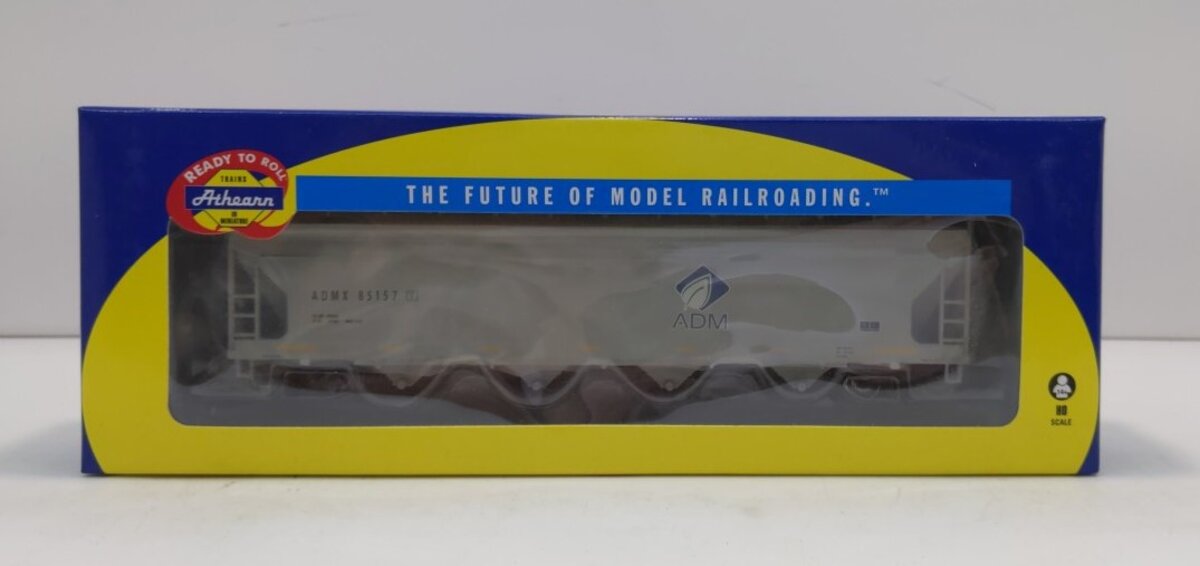 READY TO ROLL
TRAINS
Athearn
IN
MINIATURE
THE FUTURE OF MODEL RAILROADING.™
ADMX 85157
ADM
HO
SCALE